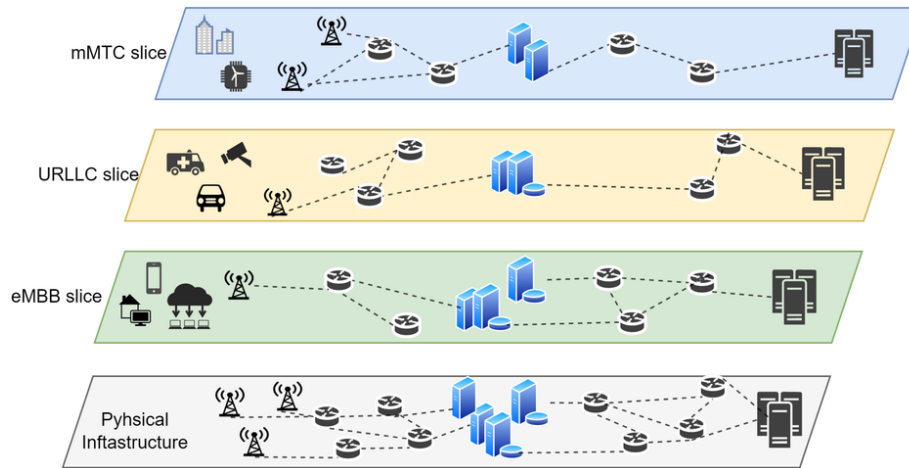 mMTC slice
URLLC slice
eMBB slice
Pyhsical
Inftastructure